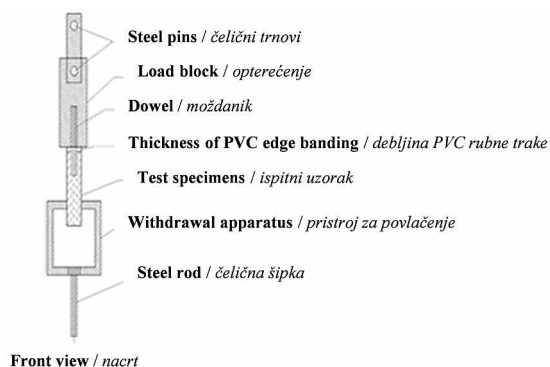 Steel pins / čelični trnovi
Load block / opterećenje
Dowel / moždanik
Thickness of PVC edge banding / debljina PVC rubne trake
Test specimens / ispitni uzorak
Withdrawal apparatus / pristroj za povlačenje
Steel rod / čelična šipka
Front view / nacrt